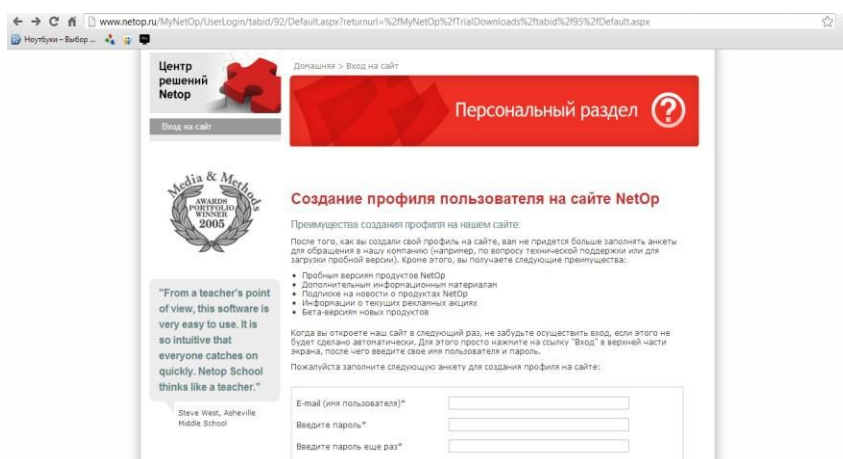 www.netop.ru/MyNetOp/UserLogin/tabid/92/Default.aspx?returnurl=%2fMyNetOp%2fTrialDownloads%2ftabid%2f95%2fDefault.aspx
Ноутбуки – Выбор ...
Центр
решений
Netop
Вход на сайт
Домашняя > Вход на сайт
Персональный раздел ?
Media & Methods
AWARDS
PORTFOLIO
WINNER
2005
"From a teacher's point
of view, this software is
very easy to use. It is
so intuitive that
everyone catches on
quickly. Netop School
thinks like a teacher."
Steve West, Asheville
Middle School
Создание профиля пользователя на сайте NetOp
Преимущества создания профиля на нашем сайте:
После того, как вы создали свой профиль на сайте, вам не придется больше заполнять анкеты
для обращения в нашу компанию (например, по вопросу технической поддержки или для
загрузки пробной версии). Кроме этого, вы получаете следующие преимущества:
• Пробным версиям продуктов NetOp
• Дополнительным информационным материалам
• Подписке на новости о продуктах NetOp
• Информации о текущих рекламных акциях
• Бета-версиям новых продуктов
Когда вы откроете наш сайт в следующий раз, не забудьте осуществить вход, если этого не
будет сделано автоматически. Для этого просто нажмите на ссылку "Вход" в верхней части
экрана, после чего введите свое имя пользователя и пароль.
Пожалуйста заполните следующую анкету для создания профиля на сайте:
E-mail (имя пользователя)*
Введите пароль*
Введите пароль еще раз*